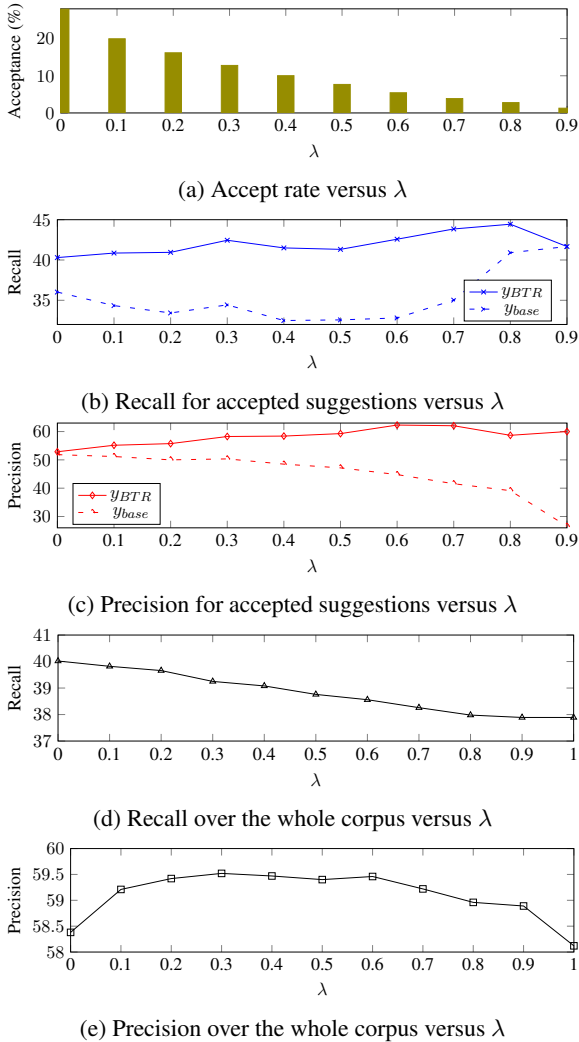 Acceptance (%)
20
10
0
0 0.1 0.2 0.3 0.4 0.5 0.6 0.7 0.8 0.9
λ
(a) Accept rate versus λ
Recall
45
40
35
y_BTR
y_base
0 0.1 0.2 0.3 0.4 0.5 0.6 0.7 0.8 0.9
λ
(b) Recall for accepted suggestions versus λ
Precision
60
50
40
30
y_BTR
y_base
0 0.1 0.2 0.3 0.4 0.5 0.6 0.7 0.8 0.9
λ
(c) Precision for accepted suggestions versus λ
Recall
41
40
39
38
37
0 0.1 0.2 0.3 0.4 0.5 0.6 0.7 0.8 0.9 1
λ
(d) Recall over the whole corpus versus λ
Precision
60
59.5
59
58.5
58
0 0.1 0.2 0.3 0.4 0.5 0.6 0.7 0.8 0.9 1
λ
(e) Precision over the whole corpus versus λ